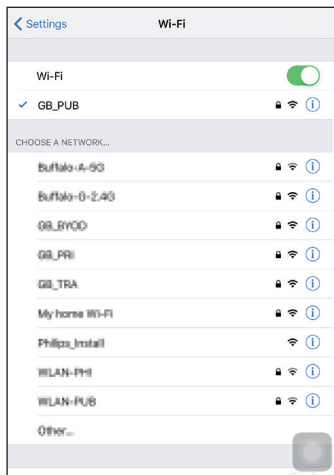 Settings
Wi-Fi
Wi-Fi
GB_PUB
CHOOSE A NETWORK...
Buffalo-A-5G
Buffalo-G-2.4G
GB_BYOD
GB_PRI
GB_TRA
My home Wi-Fi
Philips_Install
WLAN-PHI
WLAN-PUB
Other...